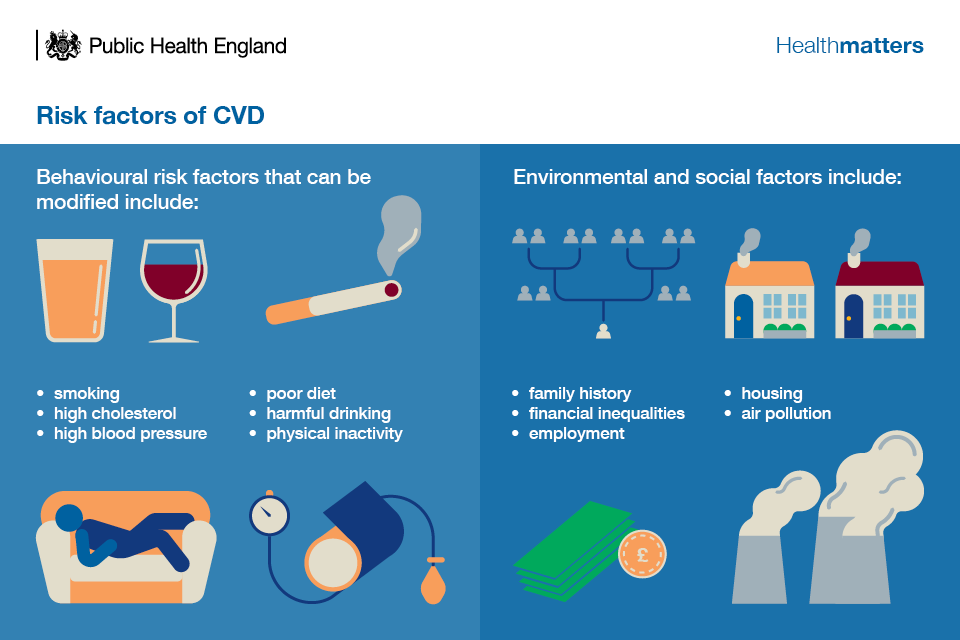 Public Health England
Healthmatters
Risk factors of CVD
Behavioural risk factors that can be
modified include:
• smoking
• high cholesterol
• high blood pressure
• poor diet
• harmful drinking
• physical inactivity
Environmental and social factors include:
• family history
• financial inequalities
• employment
• housing
• air pollution
£